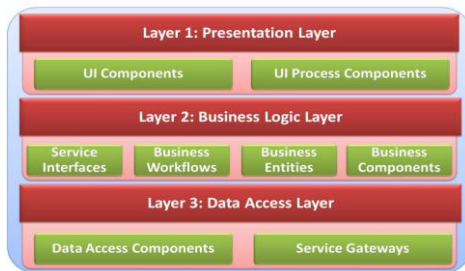 Layer 1: Presentation Layer
UI Components
UI Process Components
Layer 2: Business Logic Layer
Service Interfaces
Business Workflows
Business Entities
Business Components
Layer 3: Data Access Layer
Data Access Components
Service Gateways